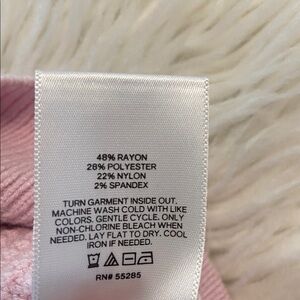 48% RAYON
28% POLYESTER
22% NYLON
2% SPANDEX
TURN GARMENT INSIDE OUT.
MACHINE WASH COLD WITH LIKE
COLORS. GENTLE CYCLE. ONLY
NON-CHLORINE BLEACH WHEN
NEEDED. LAY FLAT TO DRY. COOL
IRON IF NEEDED.
RN# 55285